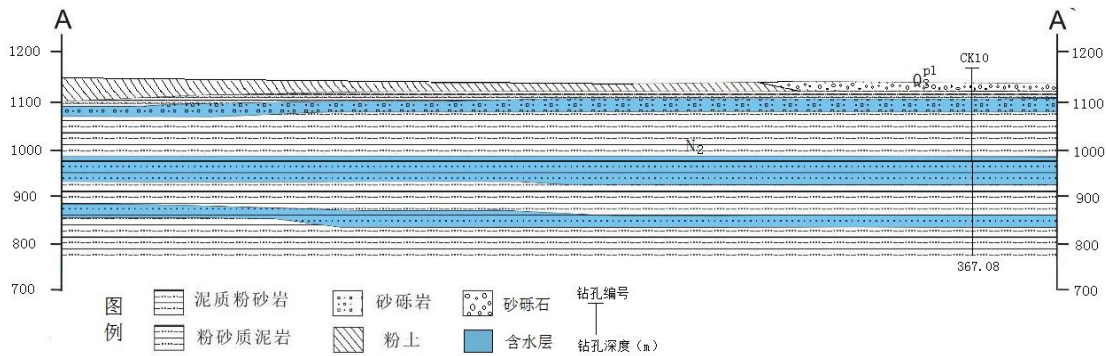 A A`
1200 1200
CK10
Q₃ᵖˡ
1100 1100
N₂
1000 1000
900 900
800 800
367.08
700 700
图例
泥质粉砂岩 砂砾岩 砂砾石 钻孔编号
粉砂质泥岩 粉上 含水层 钻孔深度（m）